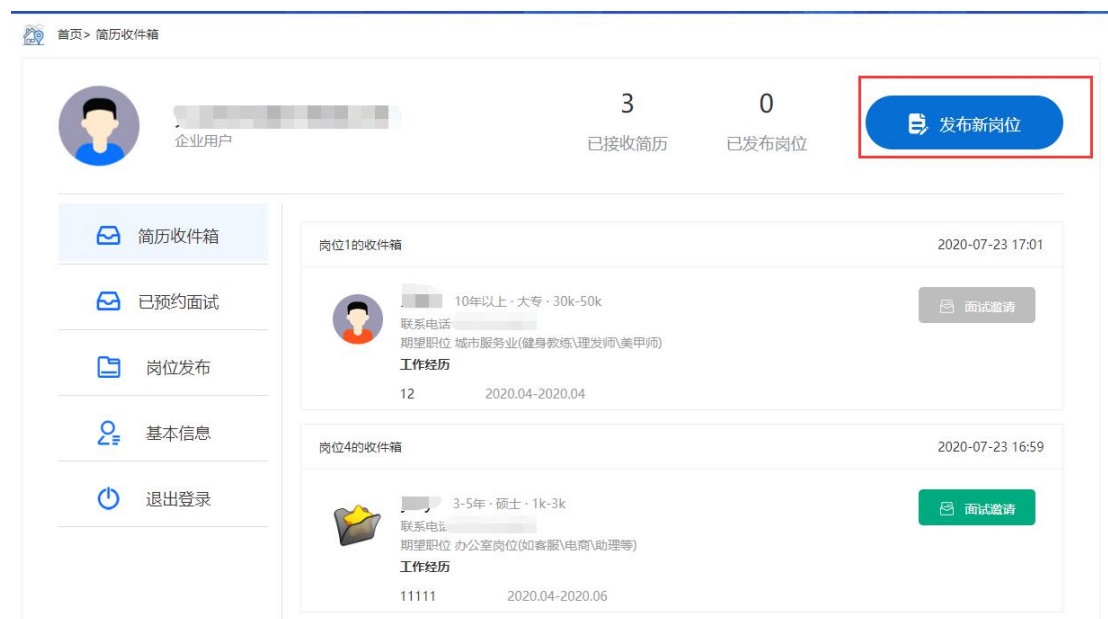 首页> 简历收件箱
企业用户
3
已接收简历
0
已发布岗位
发布新岗位
简历收件箱
已预约面试
岗位发布
基本信息
退出登录
岗位1的收件箱 2020-07-23 17:01
10年以上 · 大专 · 30k-50k
联系电话
期望职位 城市服务业(健身教练\理发师\美甲师)
工作经历
12 2020.04-2020.04
面试邀请
岗位4的收件箱 2020-07-23 16:59
3-5年 · 硕士 · 1k-3k
联系电话
期望职位 办公室岗位(如客服\电商\助理等)
工作经历
11111 2020.04-2020.06
面试邀请